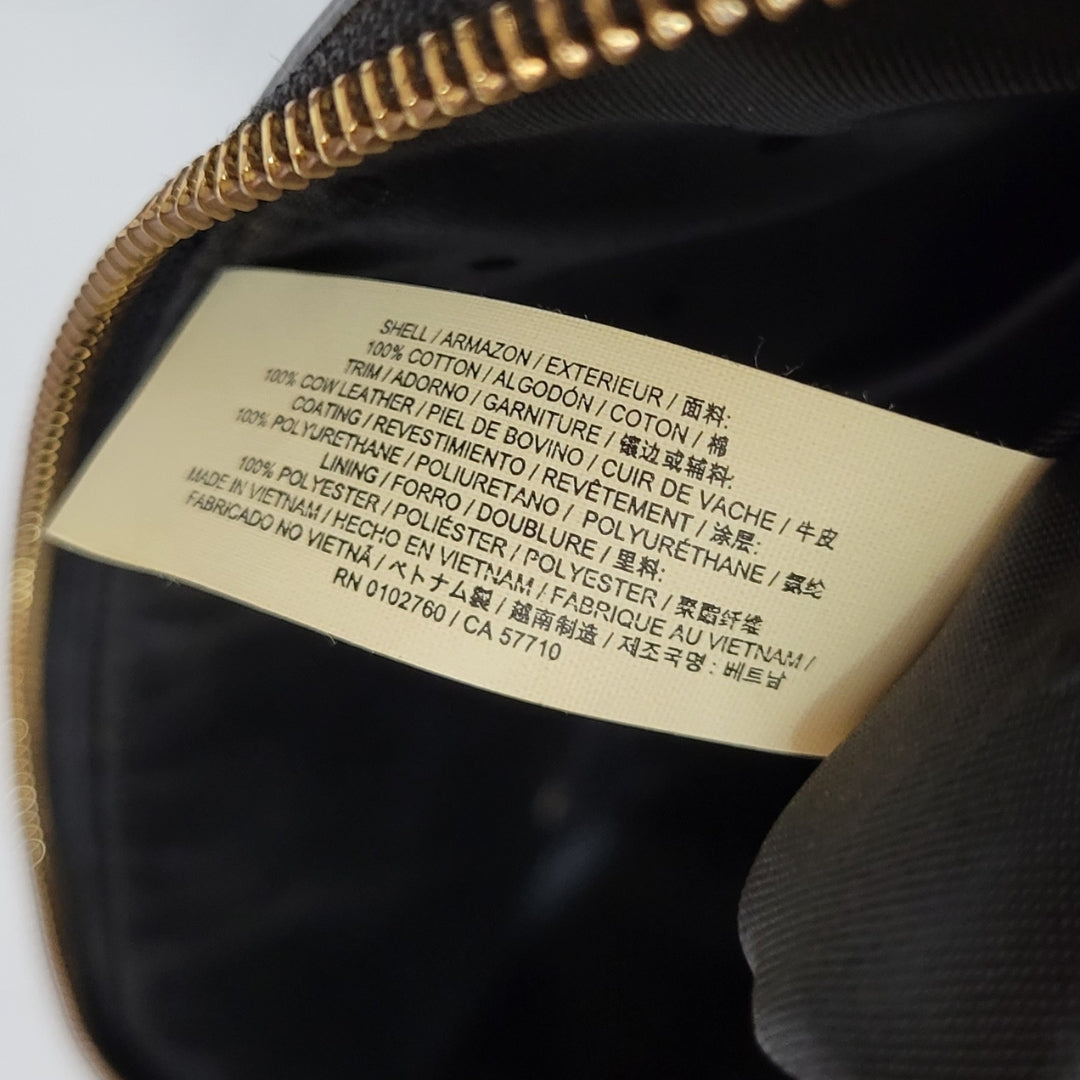 SHELL / ARMAZON / EXTERIEUR / 面料:
100% COTTON / ALGODÓN / COTON / 棉
TRIM / ADORNO / GARNITURE / 镶边或辅料:
100% COW LEATHER / PIEL DE BOVINO / CUIR DE VACHE / 牛皮
COATING / REVESTIMIENTO / REVÊTEMENT / 涂层:
100% POLYURETHANE / POLIURETANO / POLYURÉTHANE / 氨纶
LINING / FORRO / DOUBLURE / 里料:
100% POLYESTER / POLIÉSTER / POLYESTER / 聚酯纤维
MADE IN VIETNAM / HECHO EN VIETNAM / FABRIQUE AU VIETNAM /
FABRICADO NO VIETNÃ / ベトナム製 / 越南制造 / 제조국명 : 베트남
RN 0102760 / CA 57710